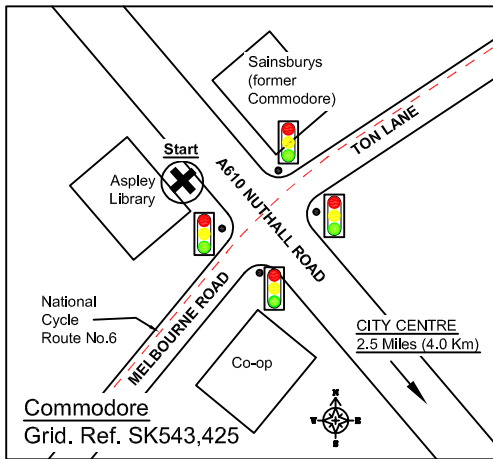 Sainsburys
(former
Commodore)
TON LANE
Start
Aspley
Library
A610 NUTHALL ROAD
National
Cycle
Route No.6
MELBOURNE ROAD
CITY CENTRE
2.5 Miles (4.0 Km)
Co-op
Commodore
Grid. Ref. SK543,425
N
E
S